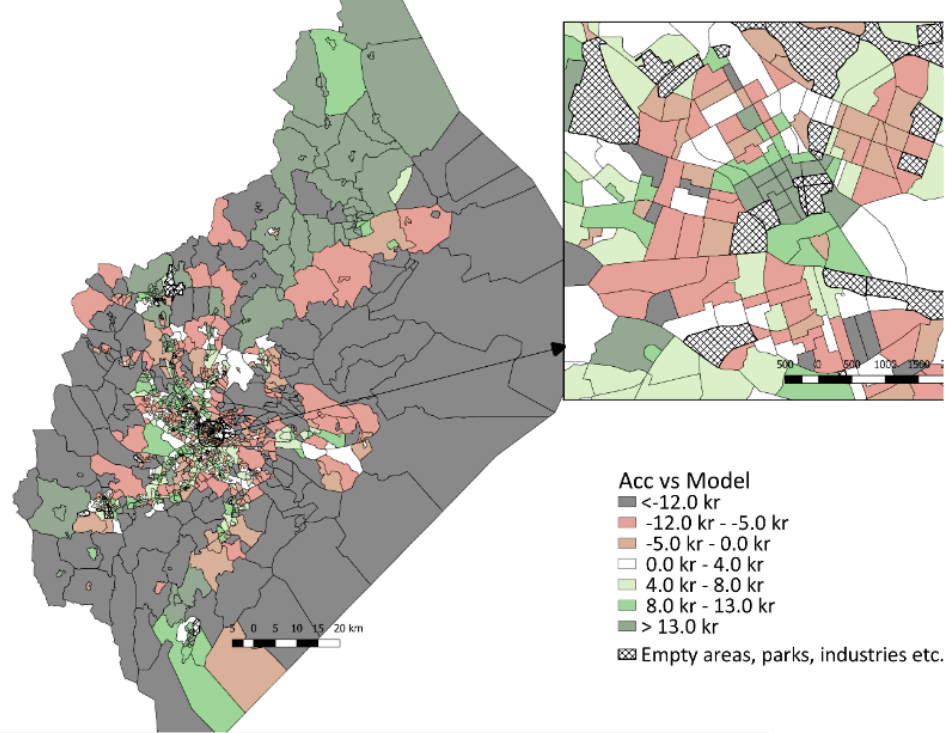 500 0 500 1000 1500 2
Acc vs Model
<-12.0 kr
-12.0 kr - -5.0 kr
-5.0 kr - 0.0 kr
0.0 kr - 4.0 kr
4.0 kr - 8.0 kr
8.0 kr - 13.0 kr
> 13.0 kr
Empty areas, parks, industries etc.
5 0 5 10 15 20 km